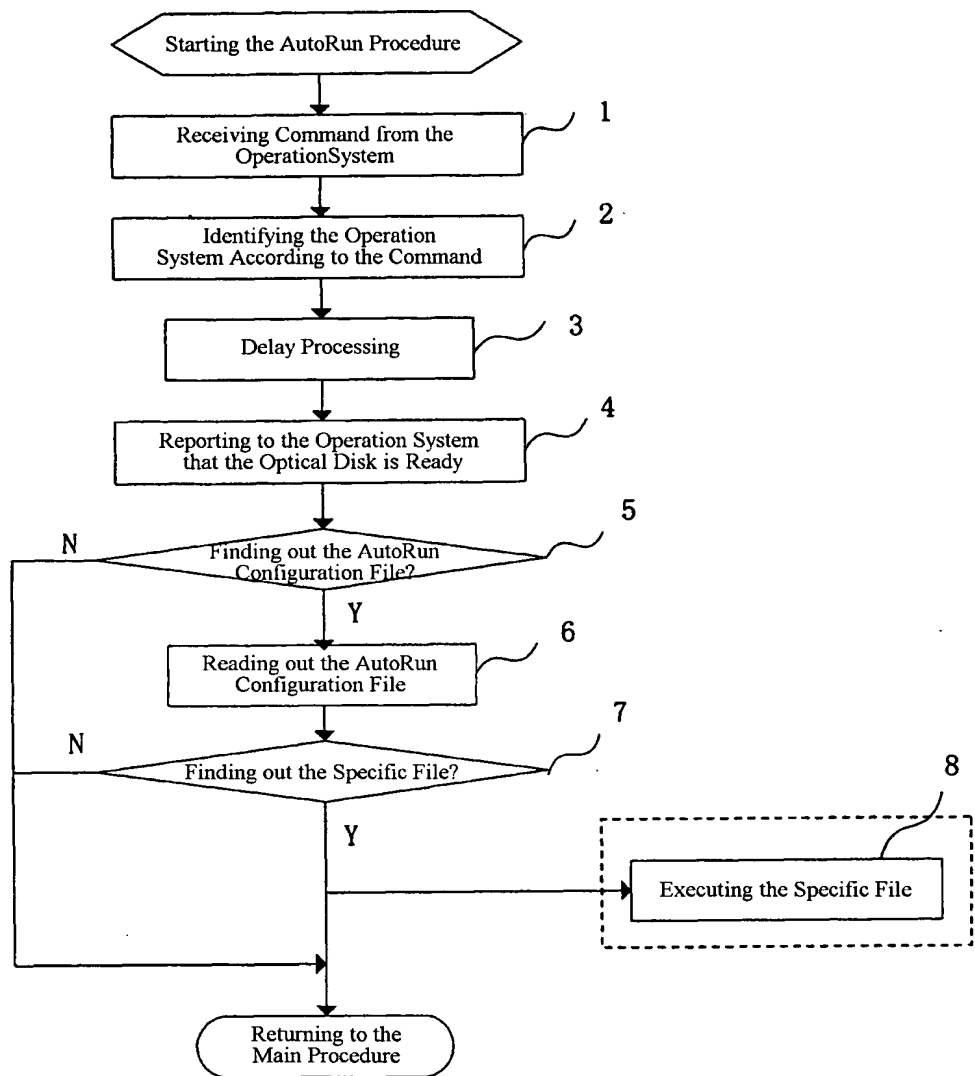 Starting the AutoRun Procedure
1
Receiving Command from the
OperationSystem
2
Identifying the Operation
System According to the Command
3
Delay Processing
4
Reporting to the Operation System
that the Optical Disk is Ready
5
N
Finding out the AutoRun
Configuration File?
Y
6
Reading out the AutoRun
Configuration File
7
N
Finding out the Specific File?
8
Y
Executing the Specific File
Returning to the
Main Procedure